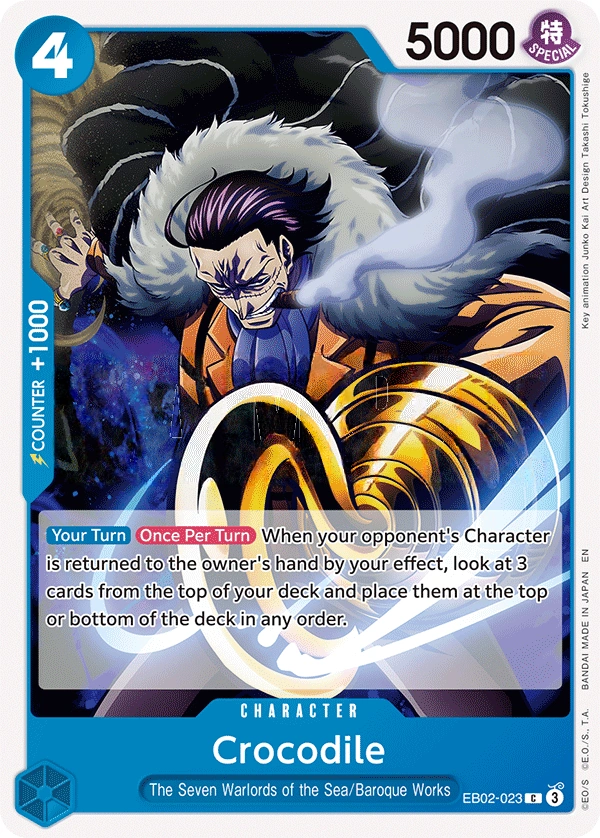 4
5000
特
SPECIAL
COUNTER +1000
Key animation Junko Kai Art Design Takashi Tokushige
Your Turn Once Per Turn When your opponent's Character
is returned to the owner's hand by your effect, look at 3
cards from the top of your deck and place them at the top
or bottom of the deck in any order.
CHARACTER
Crocodile
The Seven Warlords of the Sea/Baroque Works
EB02-023 C 3
©E.O/S ©E.O./S., T.A. BANDAI MADE IN JAPAN EN